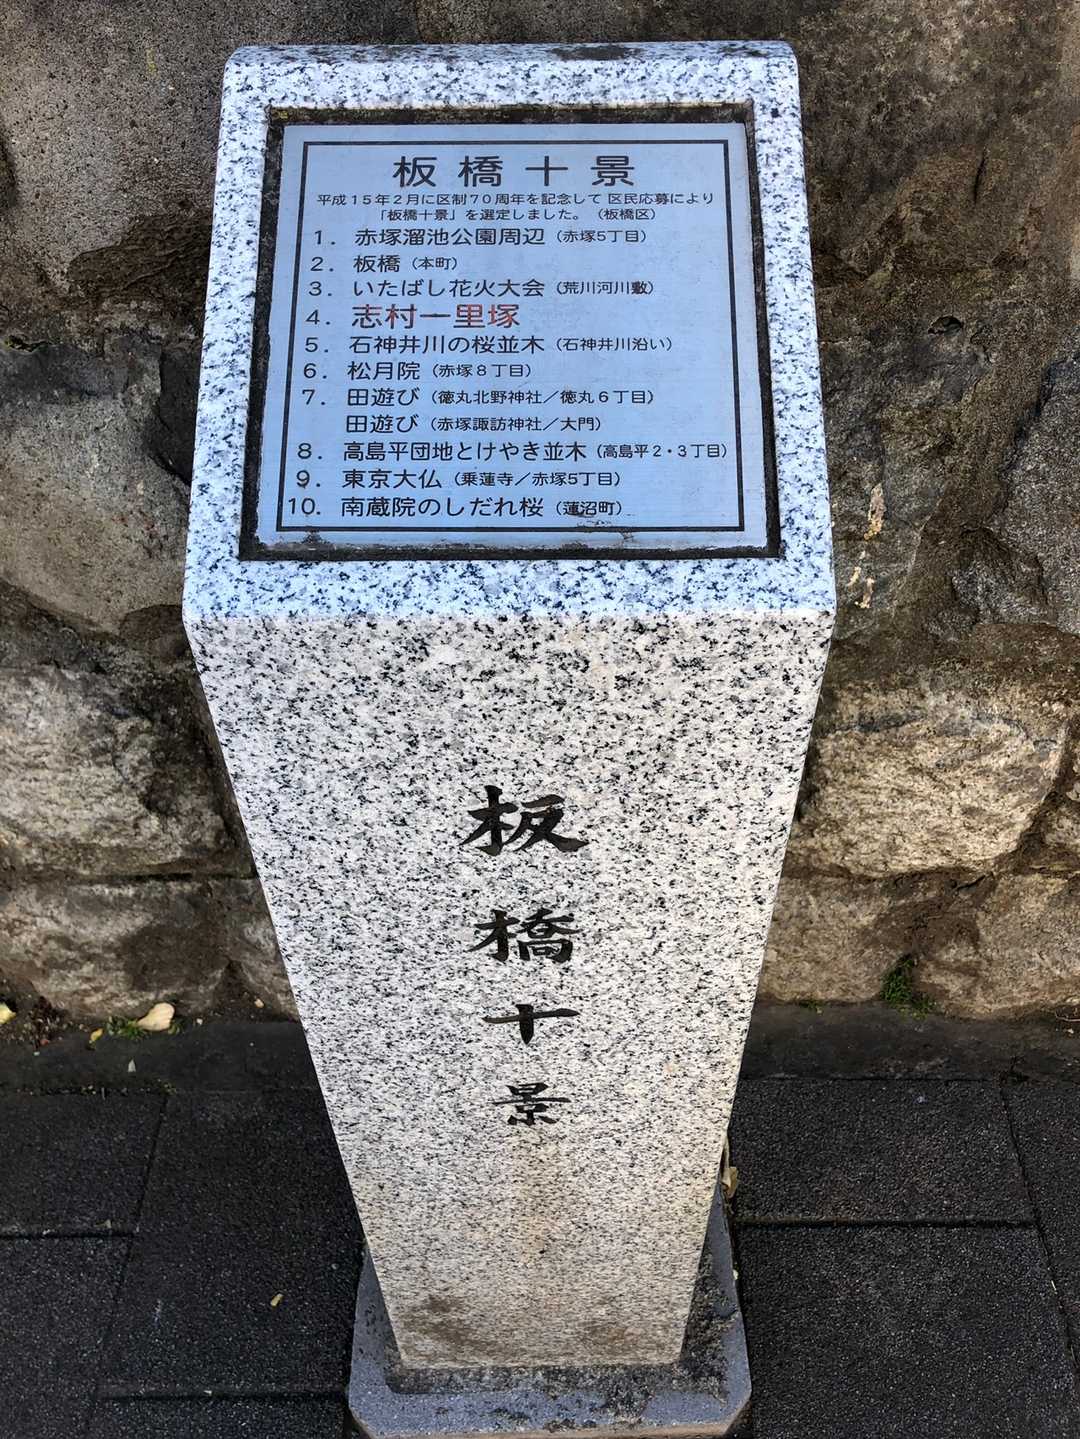 板橋十景
平成15年2月に区制70周年を記念して 区民応募により
「板橋十景」を選定しました。（板橋区）
1. 赤塚溜池公園周辺（赤塚5丁目）
2. 板橋（本町）
3. いたばし花火大会（荒川河川敷）
4. 志村一里塚
5. 石神井川の桜並木（石神井川沿い）
6. 松月院（赤塚8丁目）
7. 田遊び（徳丸北野神社／徳丸6丁目）
田遊び（赤塚諏訪神社／大門）
8. 高島平団地とけやき並木（高島平2・3丁目）
9. 東京大仏（乗蓮寺／赤塚5丁目）
10. 南蔵院のしだれ桜（蓮沼町）
板橋十景